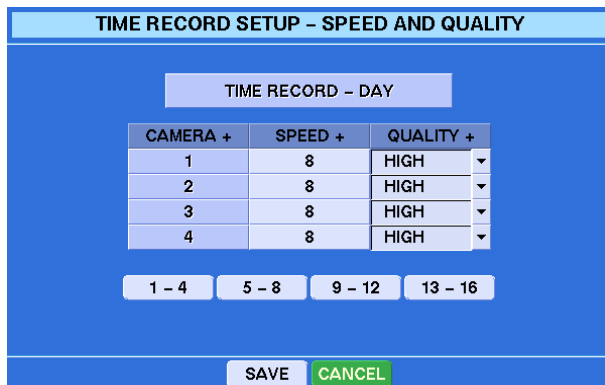 TIME RECORD SETUP – SPEED AND QUALITY
TIME RECORD – DAY
CAMERA + SPEED + QUALITY +
1 8 HIGH
2 8 HIGH
3 8 HIGH
4 8 HIGH
1 – 4 5 – 8 9 – 12 13 – 16
SAVE CANCEL